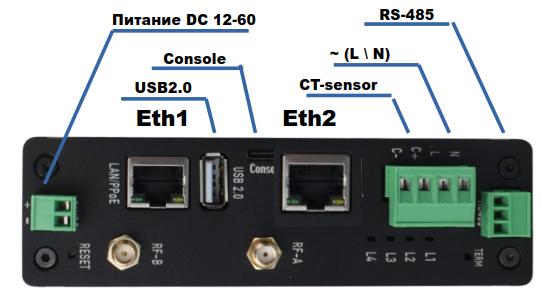 Питание DC 12-60
RS-485
Console
~ (L \ N)
USB2.0
CT-sensor
Eth1
Eth2
LAN/PPoE
USB 2.0
Conso
C-
C+
L
N
+
-
RESET
RF-B
RF-A
L4
L3
L2
L1
TERM